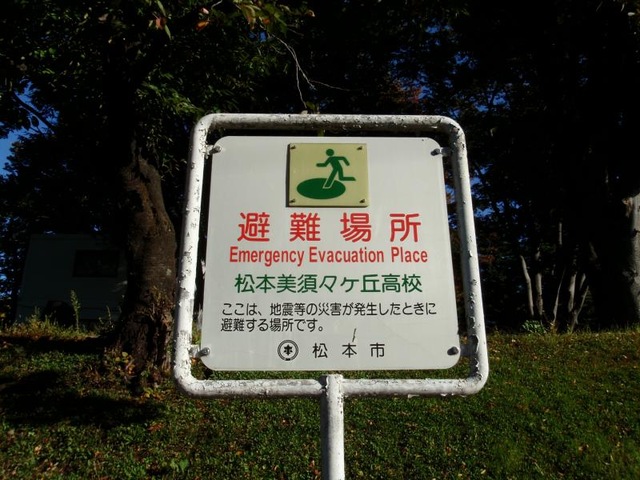 避難場所
Emergency Evacuation Place
松本美須々ケ丘高校
ここは、地震等の災害が発生したときに
避難する場所です。
松本市